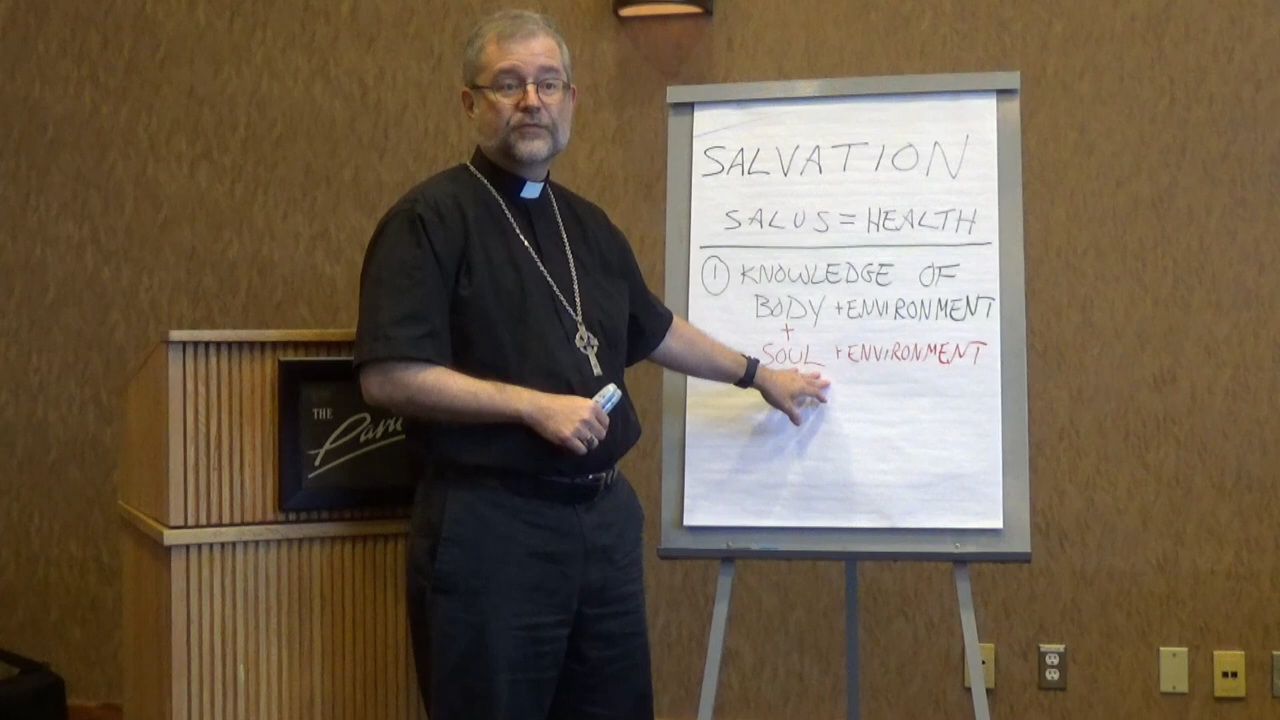 SALVATION
SALUS = HEALTH
① KNOWLEDGE OF
BODY + ENVIRONMENT
+
SOUL + ENVIRONMENT
THE